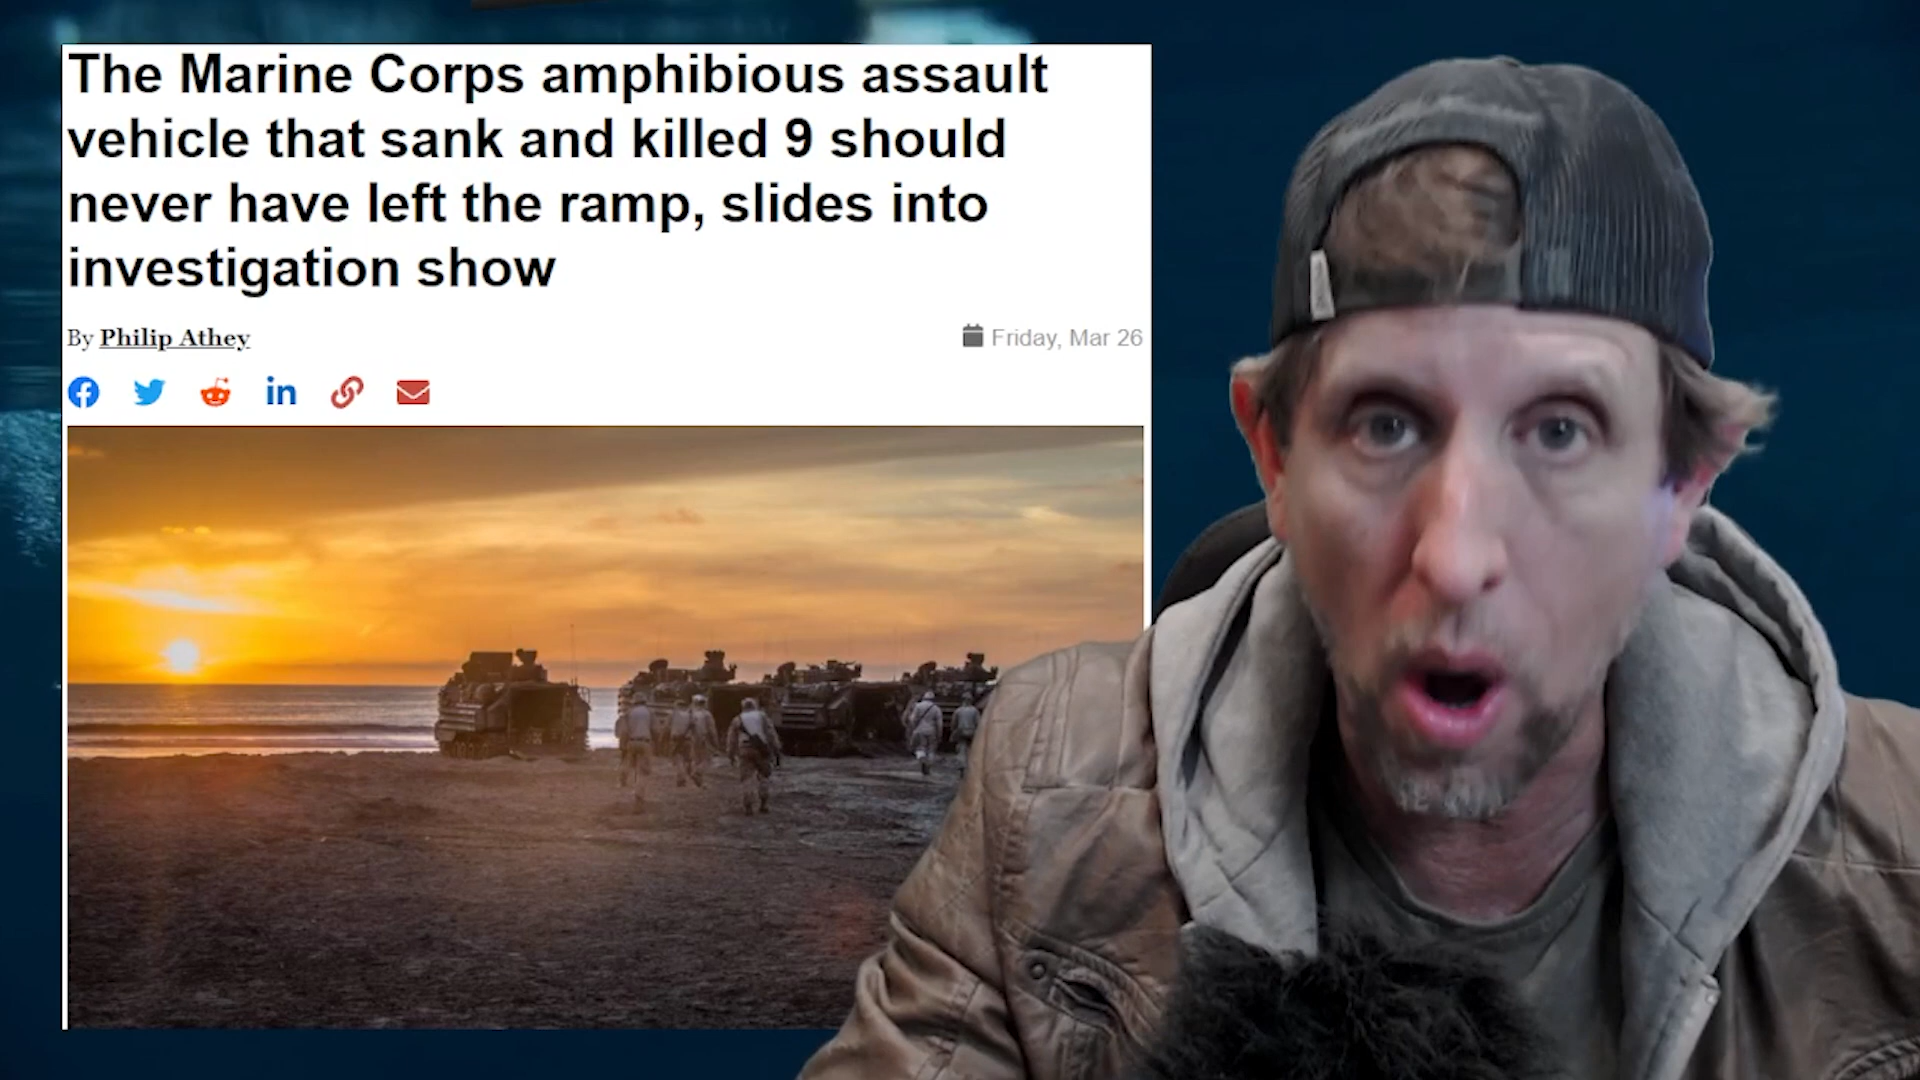 The Marine Corps amphibious assault
vehicle that sank and killed 9 should
never have left the ramp, slides into
investigation show
By Philip Athey
Friday, Mar 26
in